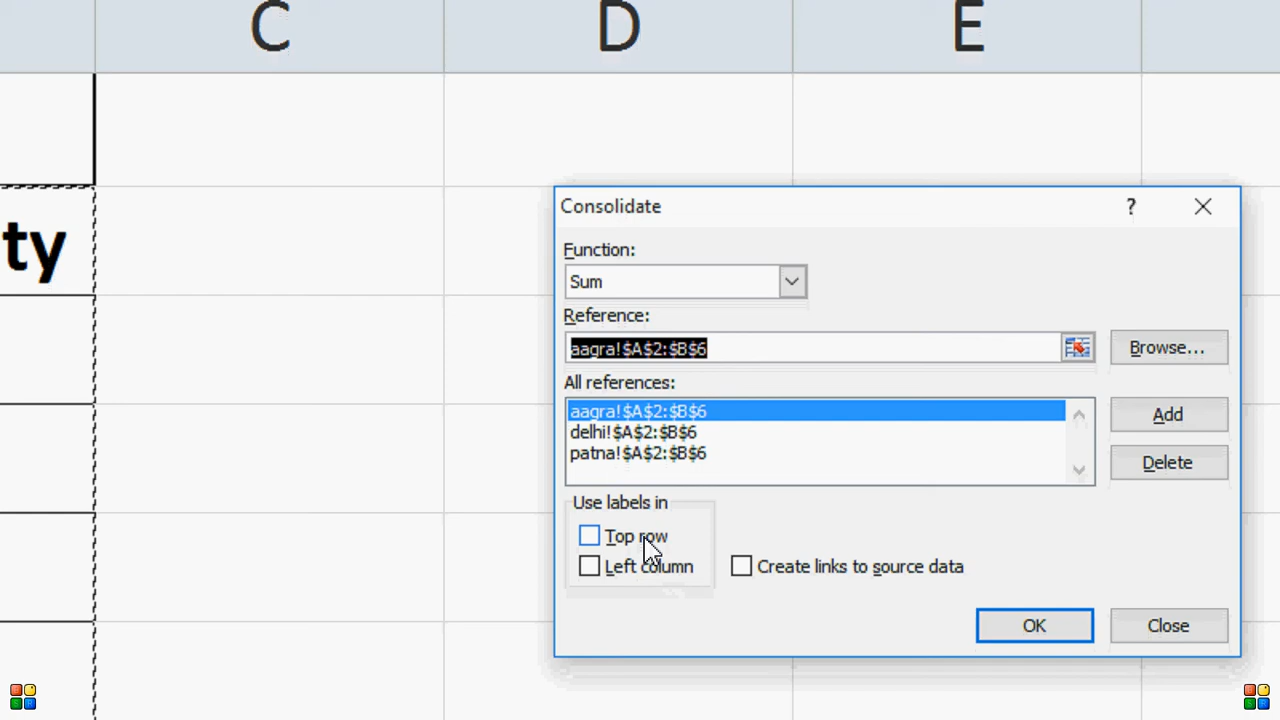 C D E
ty
Consolidate ?
Function:
Sum
Reference:
aagra!$A$2:$B$6
Browse...
All references:
aagra!$A$2:$B$6
delhi!$A$2:$B$6
patna!$A$2:$B$6
Add
Delete
Use labels in
Top row
Left column
Create links to source data
OK
Close